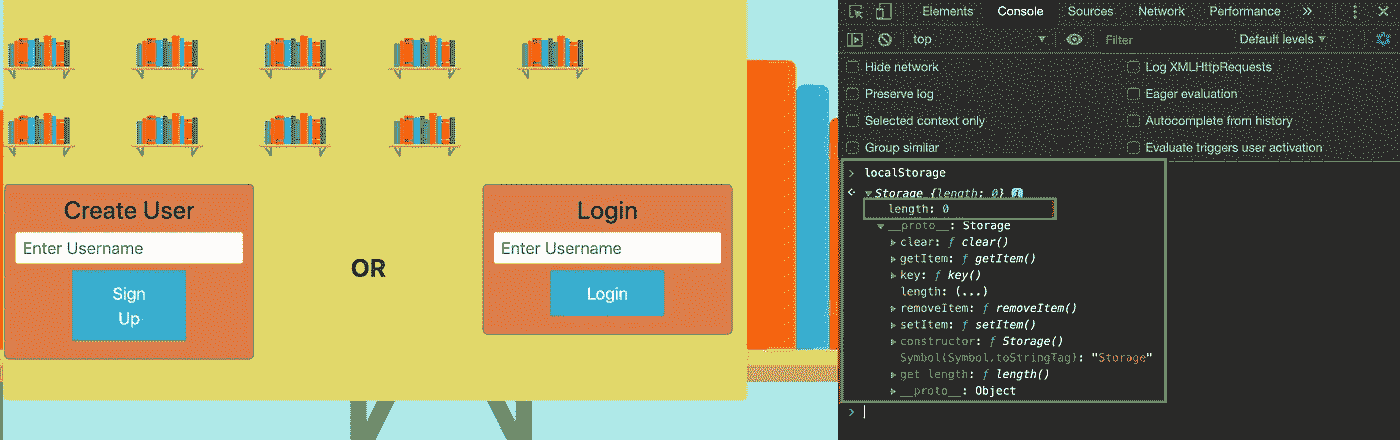 Create User
Enter Username
Sign
Up
OR
Login
Enter Username
Login
Elements Console Sources Network Performance »
top Filter Default levels ▼
Hide network Log XMLHttpRequests
Preserve log Eager evaluation
Selected context only Autocomplete from history
Group similar Evaluate triggers user activation
> localStorage
Storage {length: 0} i
length: 0
__proto__: Storage
clear: ƒ clear()
getItem: ƒ getItem()
key: ƒ key()
length: (...)
removeItem: ƒ removeItem()
setItem: ƒ setItem()
constructor: ƒ Storage()
Symbol(Symbol.toStringTag): "Storage"
get length: ƒ length()
__proto__: Object
>